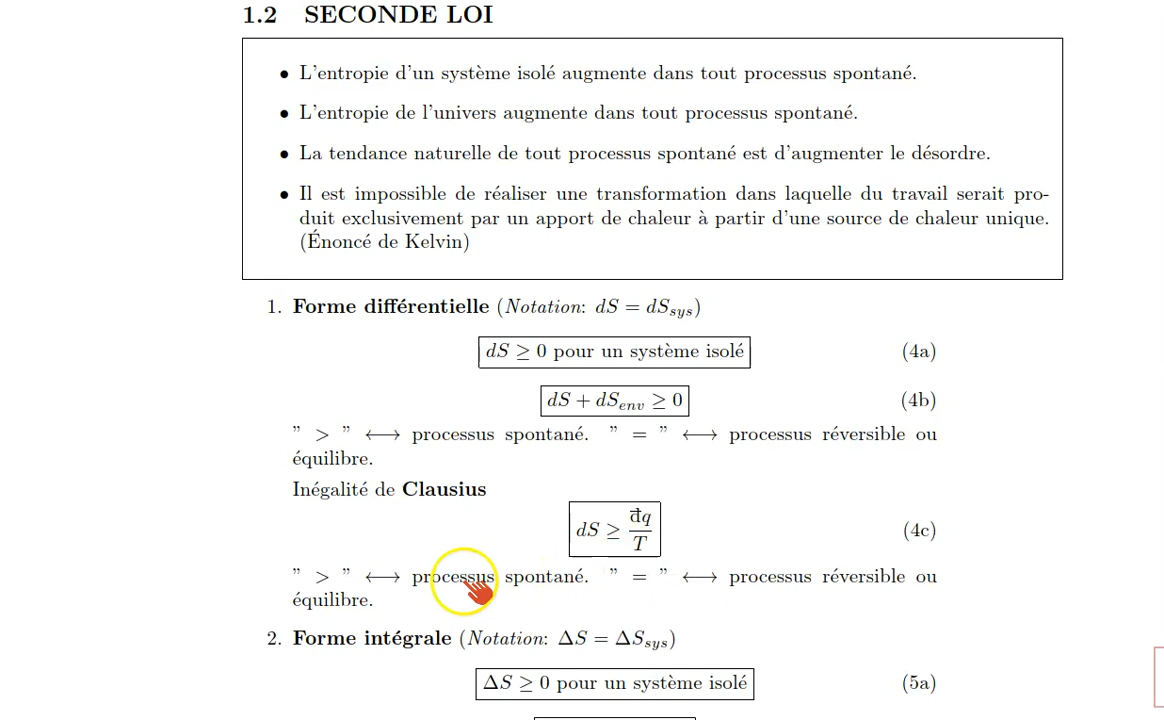 1.2 SECONDE LOI
• L'entropie d'un système isolé augmente dans tout processus spontané.
• L'entropie de l'univers augmente dans tout processus spontané.
• La tendance naturelle de tout processus spontané est d'augmenter le désordre.
• Il est impossible de réaliser une transformation dans laquelle du travail serait pro-
duit exclusivement par un apport de chaleur à partir d'une source de chaleur unique.
(Énoncé de Kelvin)
1. Forme différentielle (Notation: dS = dS_sys)
dS ≥ 0 pour un système isolé (4a)
dS + dS_env ≥ 0 (4b)
” > ” ⟷ processus spontané. ” = ” ⟷ processus réversible ou
équilibre.
Inégalité de Clausius
dS ≥ đq/T (4c)
” > ” ⟷ processus spontané. ” = ” ⟷ processus réversible ou
équilibre.
2. Forme intégrale (Notation: ΔS = ΔS_sys)
ΔS ≥ 0 pour un système isolé (5a)